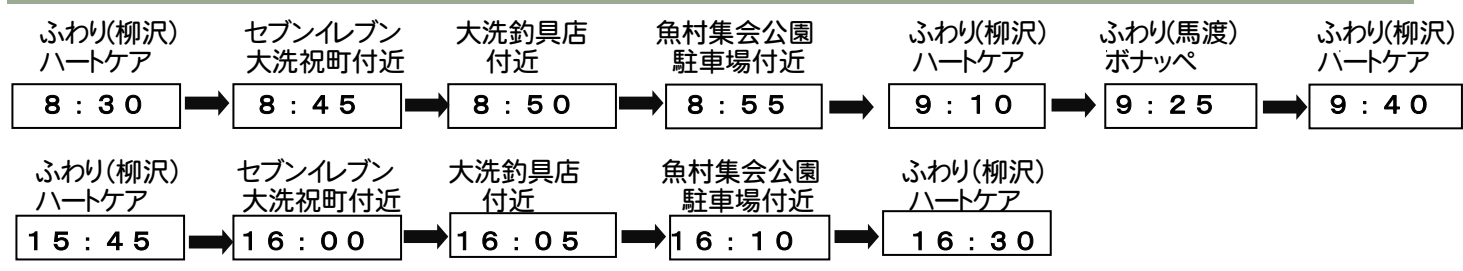 ふわり(柳沢) セブンイレブン 大洗釣具店 魚村集会公園 ふわり(柳沢) ふわり(馬渡) ふわり(柳沢)
ハートケア 大洗祝町付近 付近 駐車場付近 ハートケア ボナッペ ハートケア
8:30 8:45 8:50 8:55 9:10 9:25 9:40
ふわり(柳沢) セブンイレブン 大洗釣具店 魚村集会公園 ふわり(柳沢)
ハートケア 大洗祝町付近 付近 駐車場付近 ハートケア
15:45 16:00 16:05 16:10 16:30